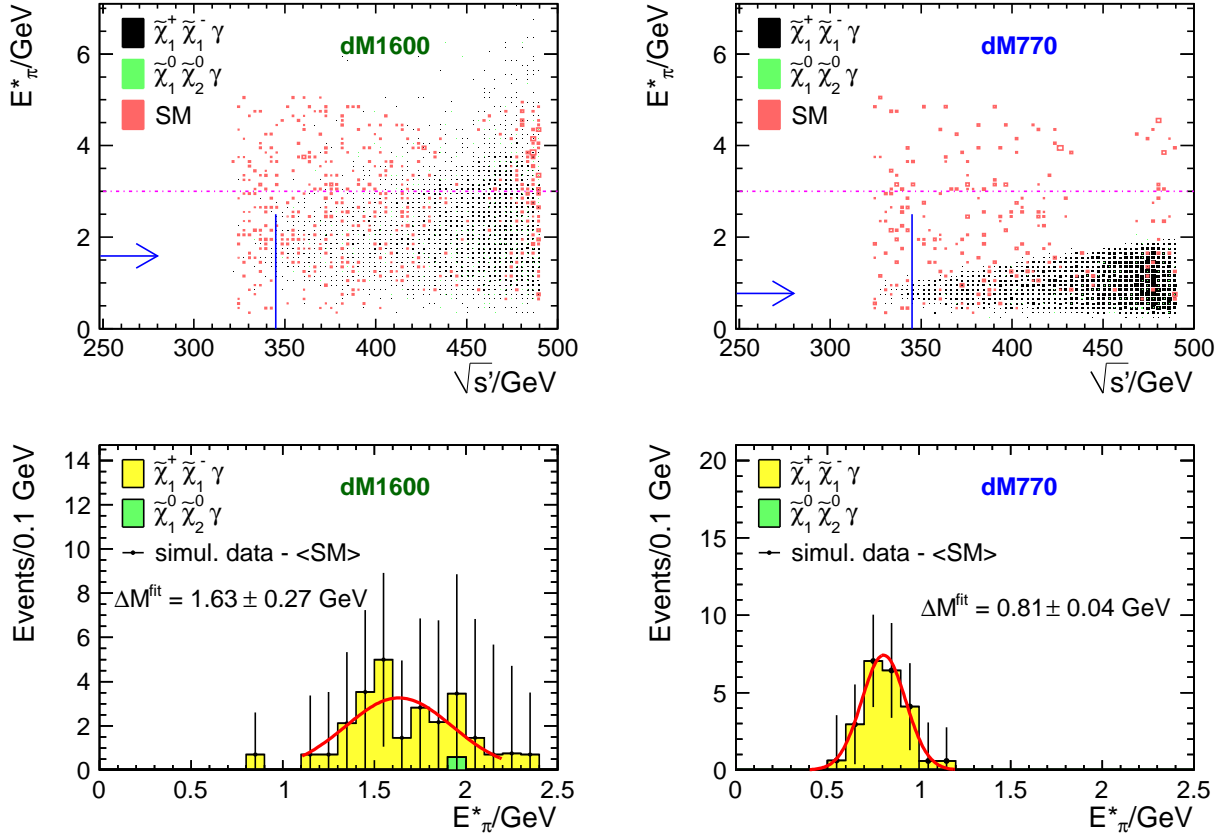 E*π/GeV
6
4
2
0
χ̃₁⁺ χ̃₁⁻ γ
χ̃₁⁰ χ̃₂⁰ γ
SM
dM1600
250 300 350 400 450 500
√s'/GeV
E*π/GeV
6
4
2
0
χ̃₁⁺ χ̃₁⁻ γ
χ̃₁⁰ χ̃₂⁰ γ
SM
dM770
250 300 350 400 450 500
√s'/GeV
Events/0.1 GeV
14
12
10
8
6
4
2
0
χ̃₁⁺ χ̃₁⁻ γ
χ̃₁⁰ χ̃₂⁰ γ
simul. data - <SM>
dM1600
ΔM^fit = 1.63 ± 0.27 GeV
0 0.5 1 1.5 2 2.5
E*π/GeV
Events/0.1 GeV
20
15
10
5
0
χ̃₁⁺ χ̃₁⁻ γ
χ̃₁⁰ χ̃₂⁰ γ
simul. data - <SM>
dM770
ΔM^fit = 0.81 ± 0.04 GeV
0 0.5 1 1.5 2 2.5
E*π/GeV